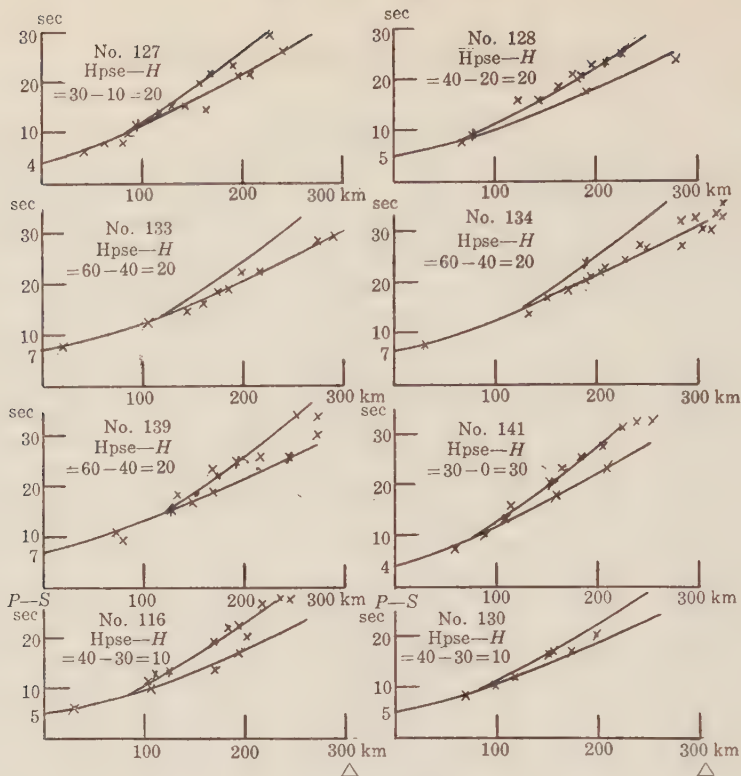 sec
30
No. 127
Hpse—H
=30−10=20
20
10
4
100
200
300 km
sec
30
No. 128
Hpse—H
=40−20=20
20
10
5
100
200
300 km
sec
30
No. 133
Hpse—H
=60−40=20
20
10
7
100
200
300 km
30
No. 134
Hpse—H
=60−40=20
20
10
7
100
200
300 km
sec
30
No. 139
Hpse—H
=60−40=20
20
10
7
100
200
300 km
sec
30
No. 141
Hpse—H
=30−0=30
20
10
4
100
200
300 km
P—S
sec
No. 116
Hpse—H
=40−30=10
20
10
5
100
200
300 km
△
P—S
sec
No. 130
Hpse—H
=40−30=10
20
10
5
100
200
300 km
△